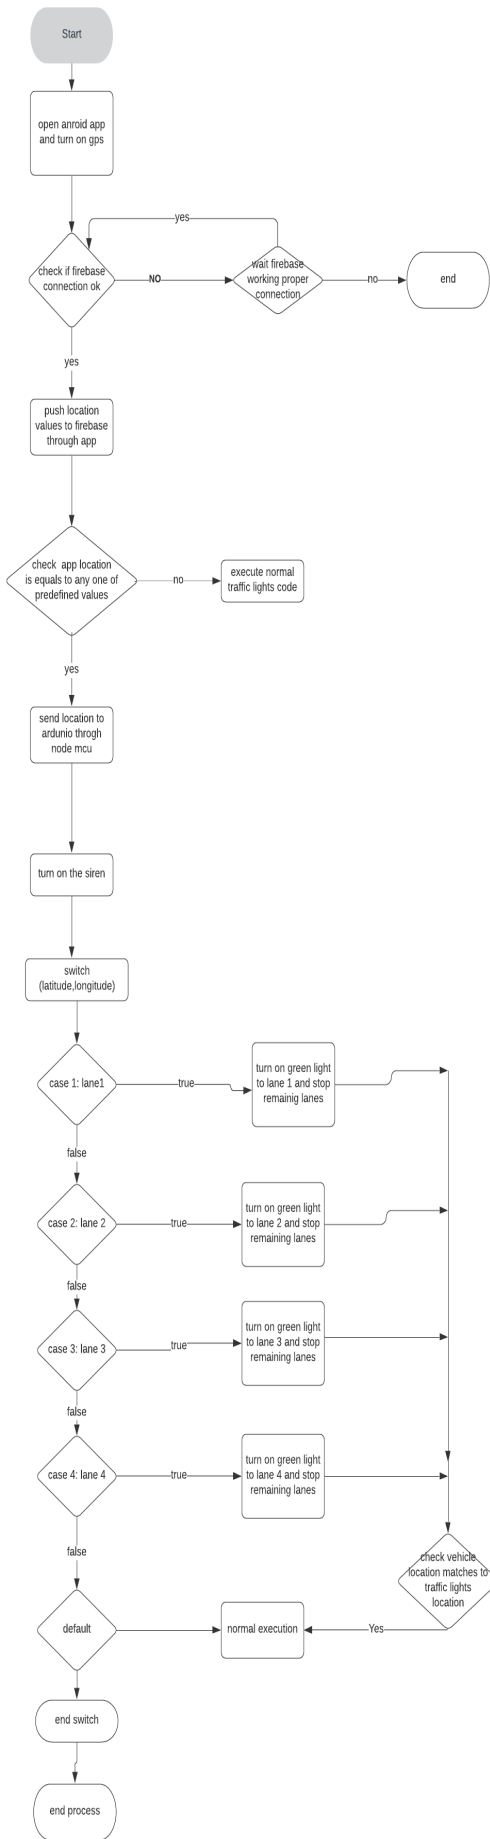 Start
open anroid app
and turn on gps
yes
check if firebase
connection ok
NO
wait firebase
working proper
connection
no
end
yes
push location
values to firebase
through app
check  app location
is equals to any one of
predefined values
no
execute normal
traffic lights code
yes
send location to
ardunio throgh
node mcu
turn on the siren
switch
(latitude,longitude)
case 1: lane1
true
turn on green light
to lane 1 and stop
remainig lanes
false
case 2: lane 2
true
turn on green light
to lane 2 and stop
remaining lanes
false
case 3: lane 3
true
turn on green light
to lane 3 and stop
remaining lanes
false
case 4: lane 4
true
turn on green light
to lane 4 and stop
remaining lanes
false
check vehicle
location matches to
traffic lights
location
default
normal execution
Yes
end switch
end process